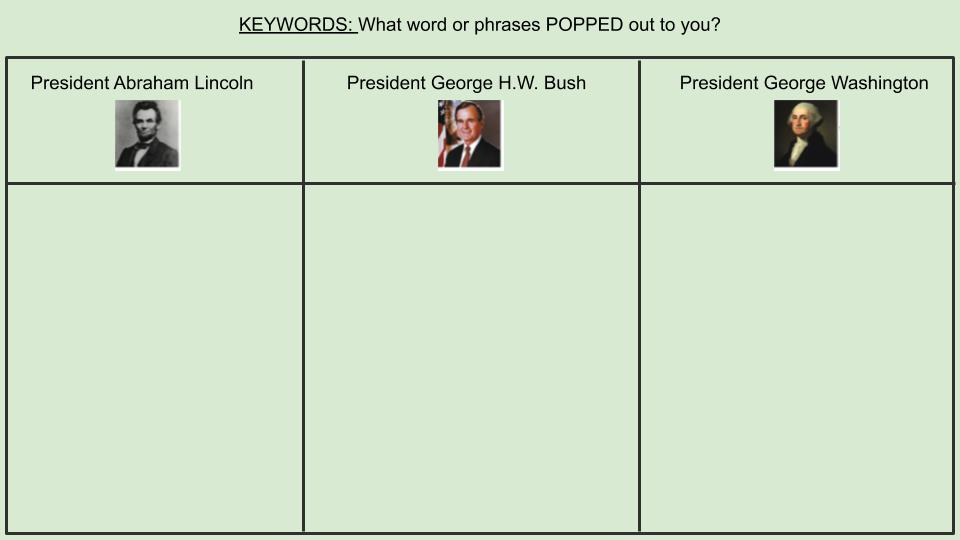 KEYWORDS: What word or phrases POPPED out to you?
President Abraham Lincoln
President George H.W. Bush
President George Washington